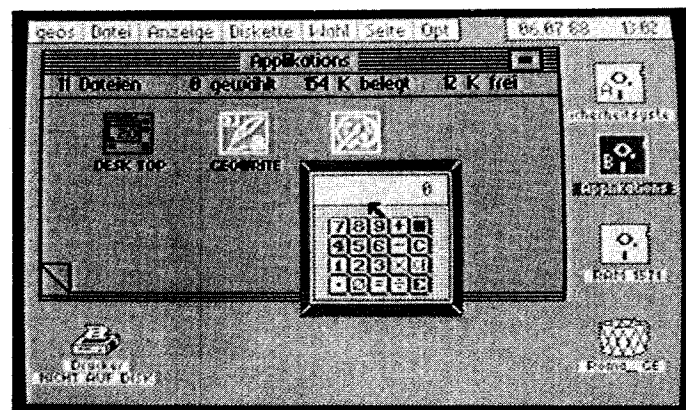 geos Datei Anzeige Diskette Wahl Seite Opt 06.07.88 13:02
Applikations
11 Dateien 0 gewählt 154 K belegt 12 K frei
A
B
DESK TOP GEOWRITE
Applikations
0
7 8 9 +
4 5 6 - C
1 2 3 ×
. 0 = ÷ E
RAM 1571
Drucker
NICHT AUF DISK